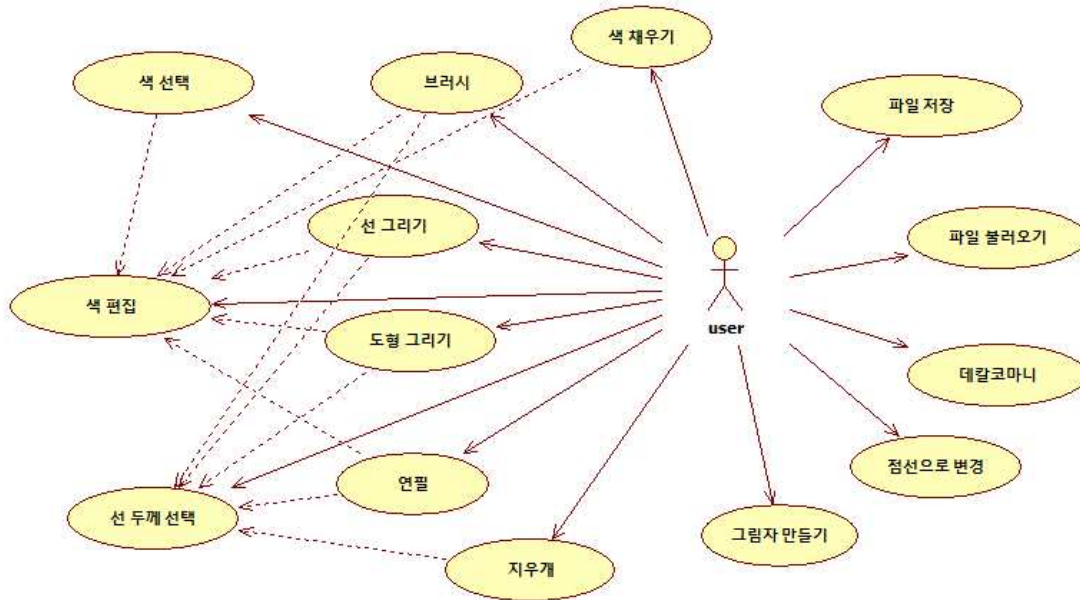 색 채우기
색 선택
브러시
파일 저장
선 그리기
파일 불러오기
색 편집
user
도형 그리기
데칼코마니
점선으로 변경
연필
선 두께 선택
그림자 만들기
지우개